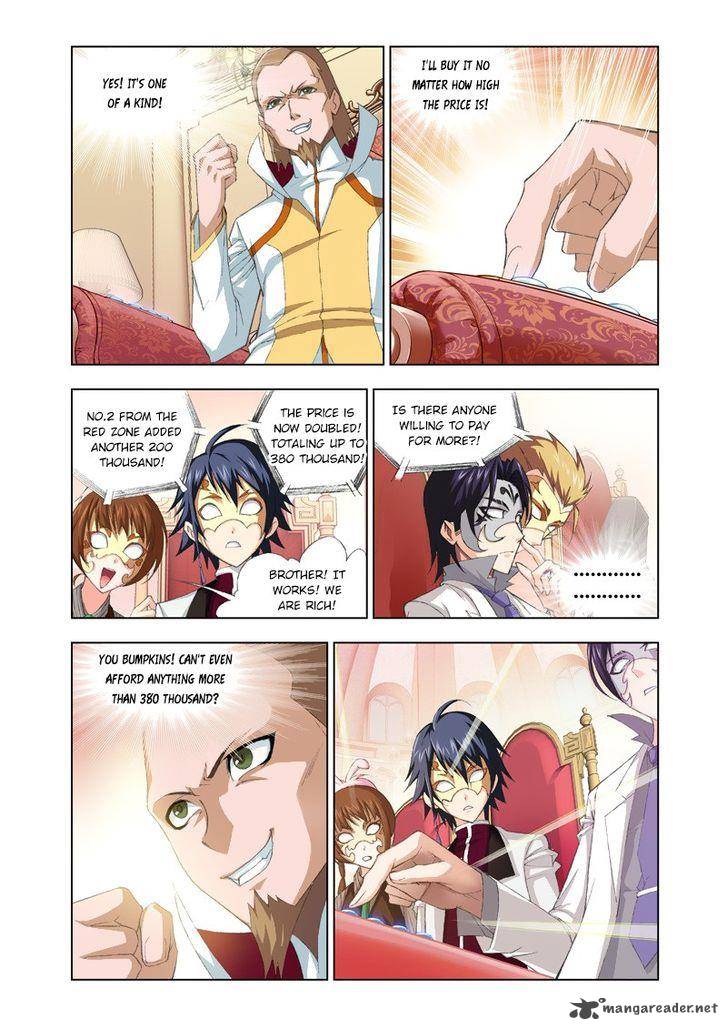 YES! IT'S ONE
OF A KIND!
I'LL BUY IT NO
MATTER HOW HIGH
THE PRICE IS!
NO.2 FROM THE
RED ZONE ADDED
ANOTHER 200
THOUSAND!
THE PRICE IS
NOW DOUBLED!
TOTALING UP TO
380 THOUSAND!
BROTHER! IT
WORKS! WE
ARE RICH!
IS THERE ANYONE
WILLING TO PAY
FOR MORE?!
.............
.............
YOU BUMPKINS! CAN'T EVEN
AFFORD ANYTHING MORE
THAN 380 THOUSAND?
mangareader.net